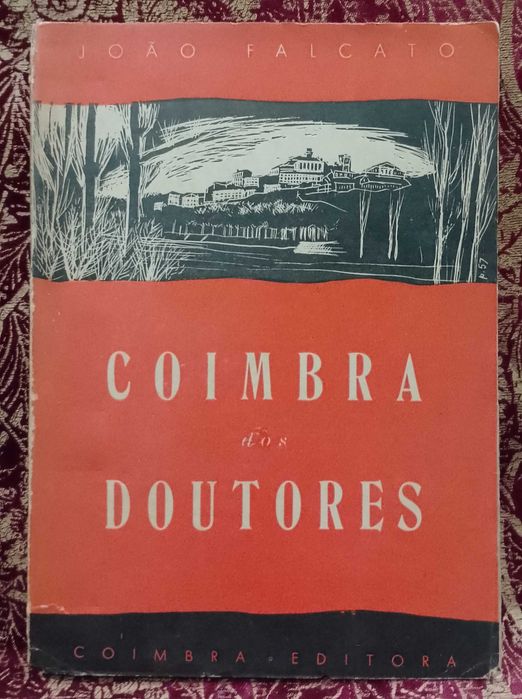 JOÃO FALCATO
COIMBRA
dos
DOUTORES
COIMBRA - EDITORA